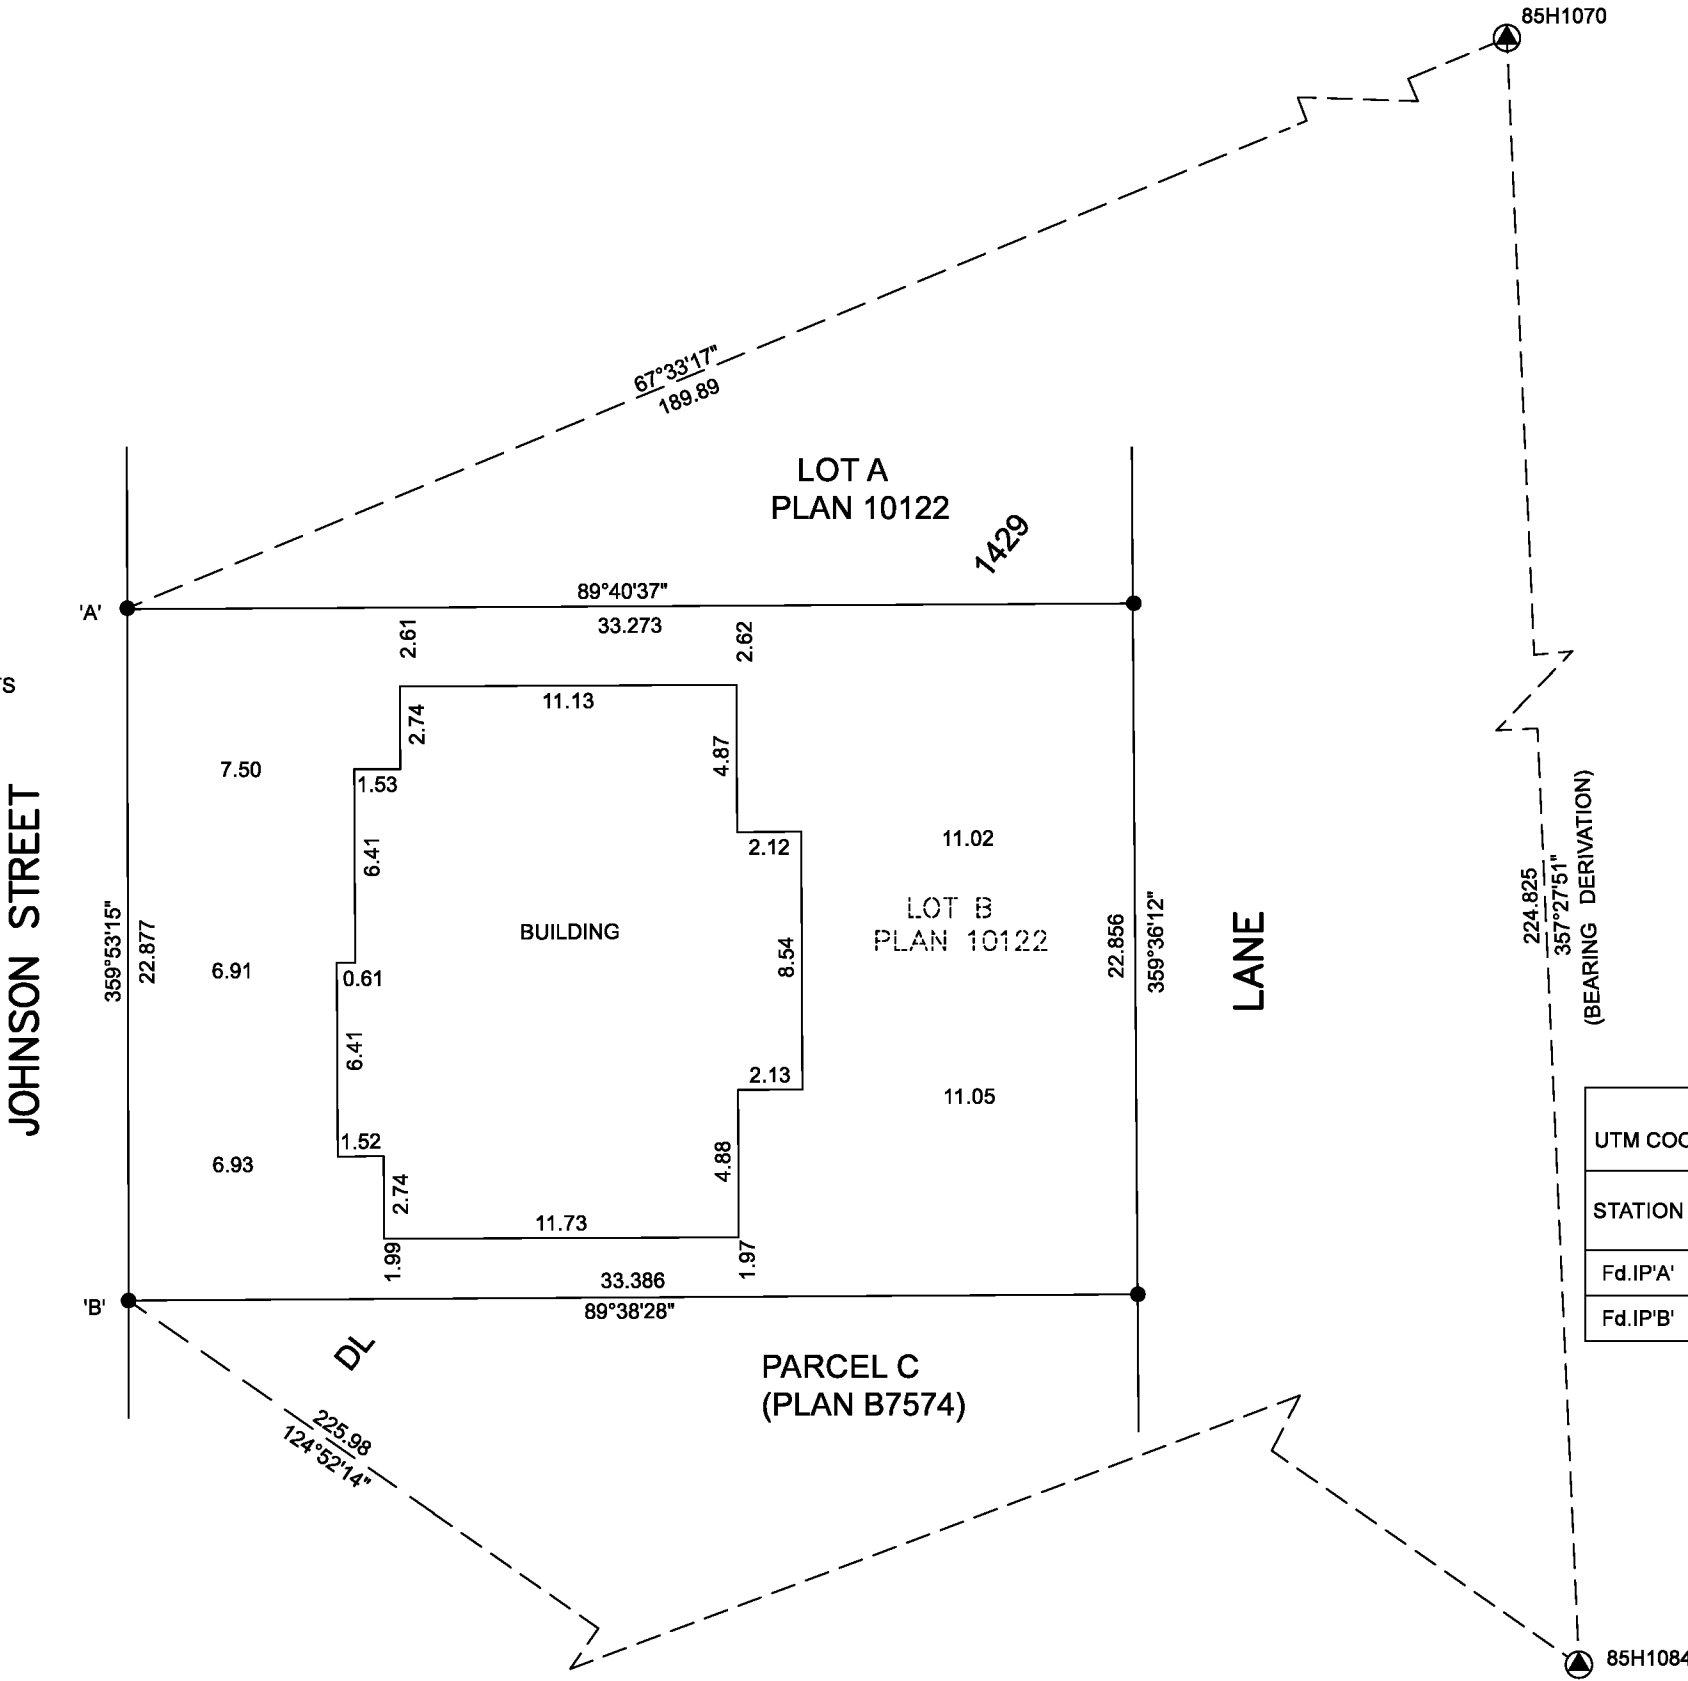 85H1070
67°33'17"
189.89
LOT A
PLAN 10122
1429
89°40'37"
33.273
'A'
2.61
2.62
TS
11.13
2.74
4.87
7.50
1.53
6.41
2.12
11.02
LOT B
PLAN 10122
BUILDING
JOHNSON STREET
359°53'15"
22.877
6.91
0.61
8.54
22.856
359°36'12"
LANE
224.825
357°27'51"
(BEARING DERIVATION)
6.41
2.13
11.05
1.52
6.93
2.74
4.88
11.73
1.99
1.97
33.386
89°38'28"
'B'
UTM COO
STATION
Fd.IP'A'
Fd.IP'B'
DL
PARCEL C
(PLAN B7574)
225.98
124°52'14"
85H1084